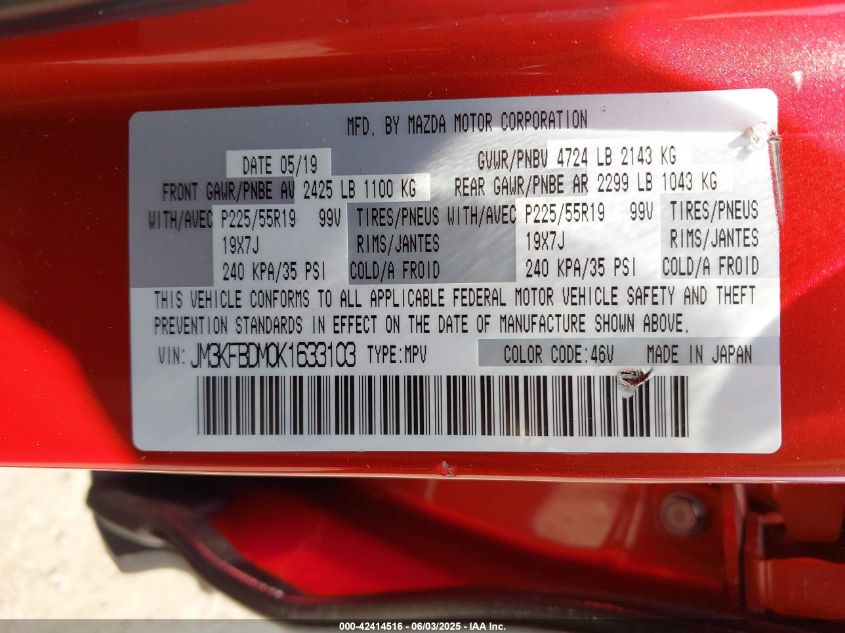 MFD. BY MAZDA MOTOR CORPORATION
DATE 05/19 GVWR/PNBV 4724 LB 2143 KG
FRONT GAWR/PNBE AV 2425 LB 1100 KG REAR GAWR/PNBE AR 2299 LB 1043 KG
WITH/AVEC P225/55R19 99V TIRES/PNEUS WITH/AVEC P225/55R19 99V TIRES/PNEUS
19X7J RIMS/JANTES 19X7J RIMS/JANTES
240 KPA/35 PSI COLD/A FROID 240 KPA/35 PSI COLD/A FROID
THIS VEHICLE CONFORMS TO ALL APPLICABLE FEDERAL MOTOR VEHICLE SAFETY AND THEFT
PREVENTION STANDARDS IN EFFECT ON THE DATE OF MANUFACTURE SHOWN ABOVE.
VIN: JM3KFBDM0K1633103 TYPE:MPV COLOR CODE:46V MADE IN JAPAN
000-42414516 - 06/03/2025 - IAA Inc.